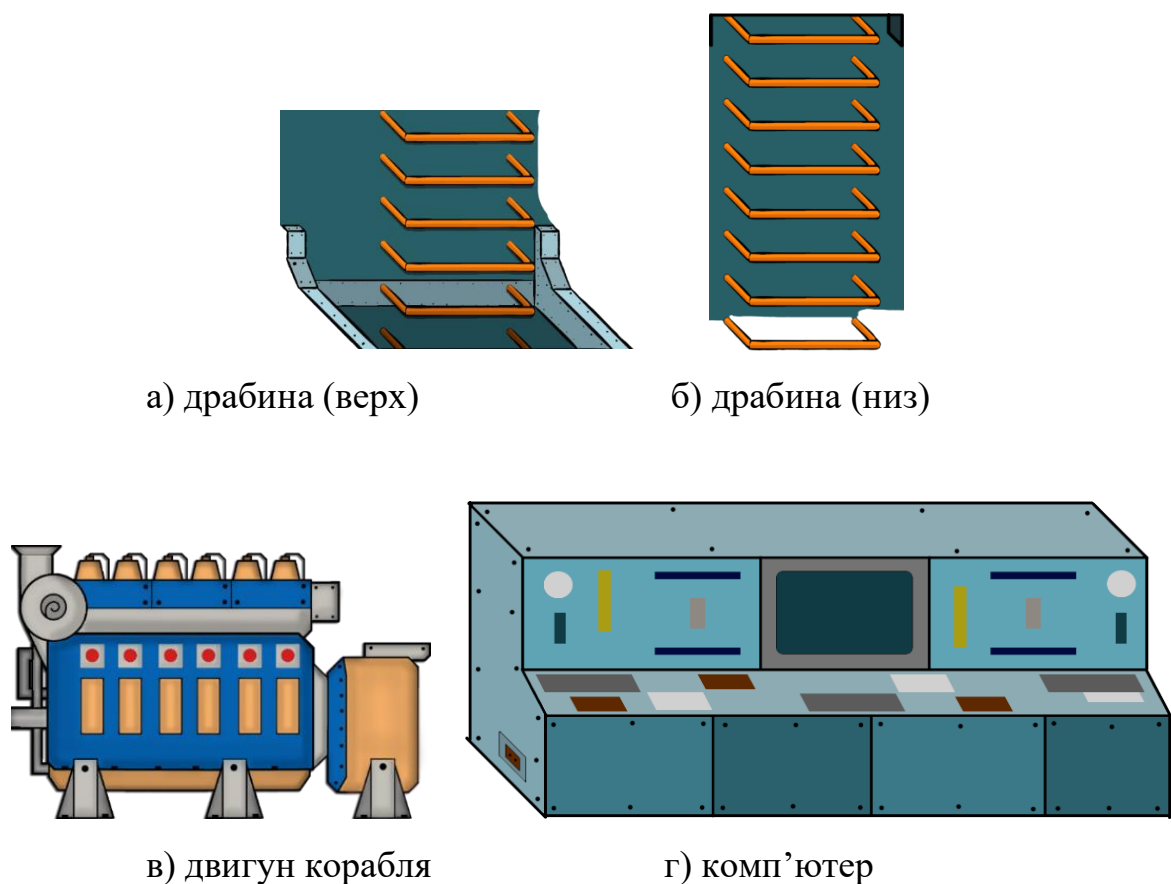 а) драбина (верх)
б) драбина (низ)
в) двигун корабля
г) комп’ютер